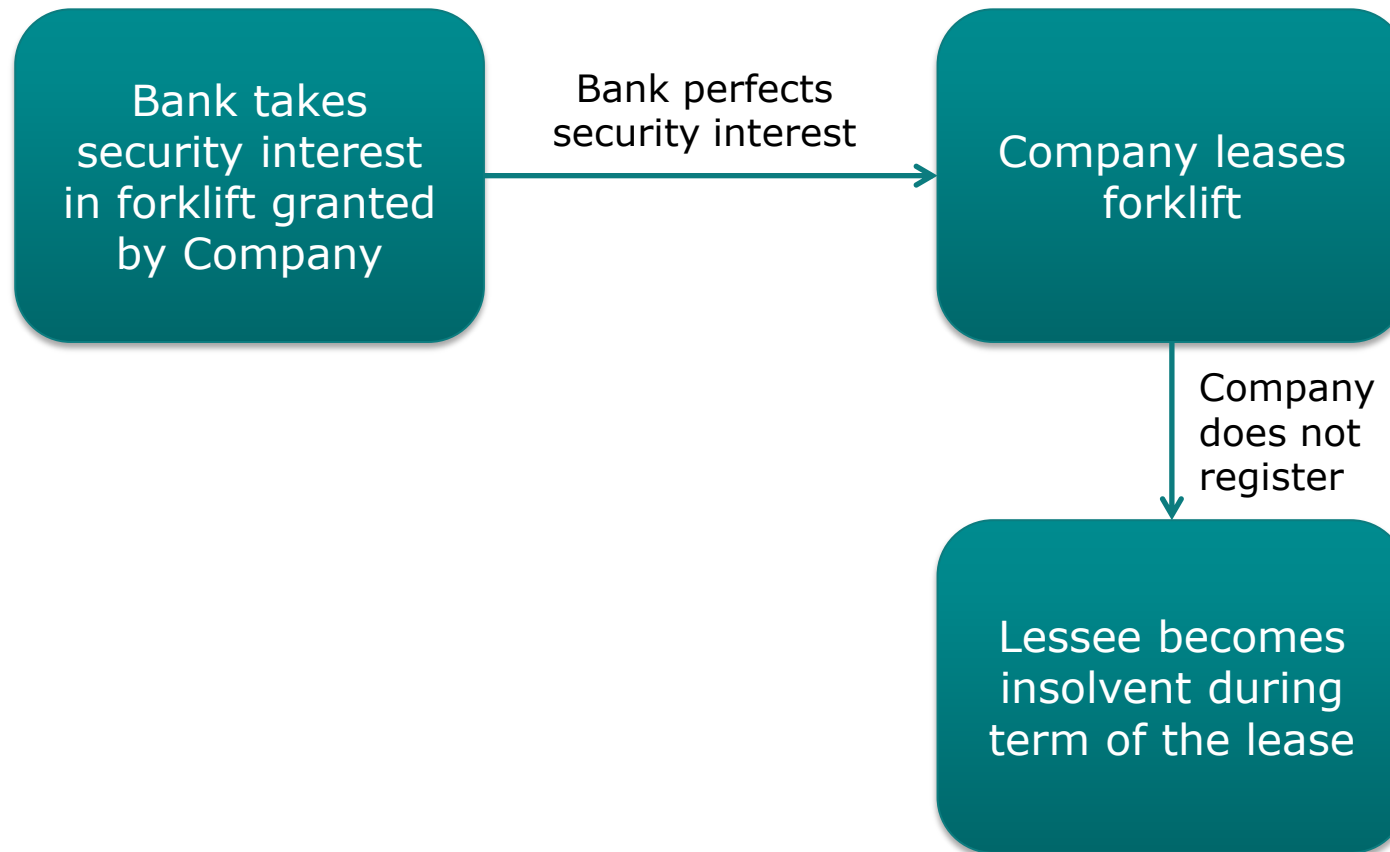 Bank takes
security interest
in forklift granted
by Company
Bank perfects
security interest
Company leases
forklift
Company
does not
register
Lessee becomes
insolvent during
term of the lease